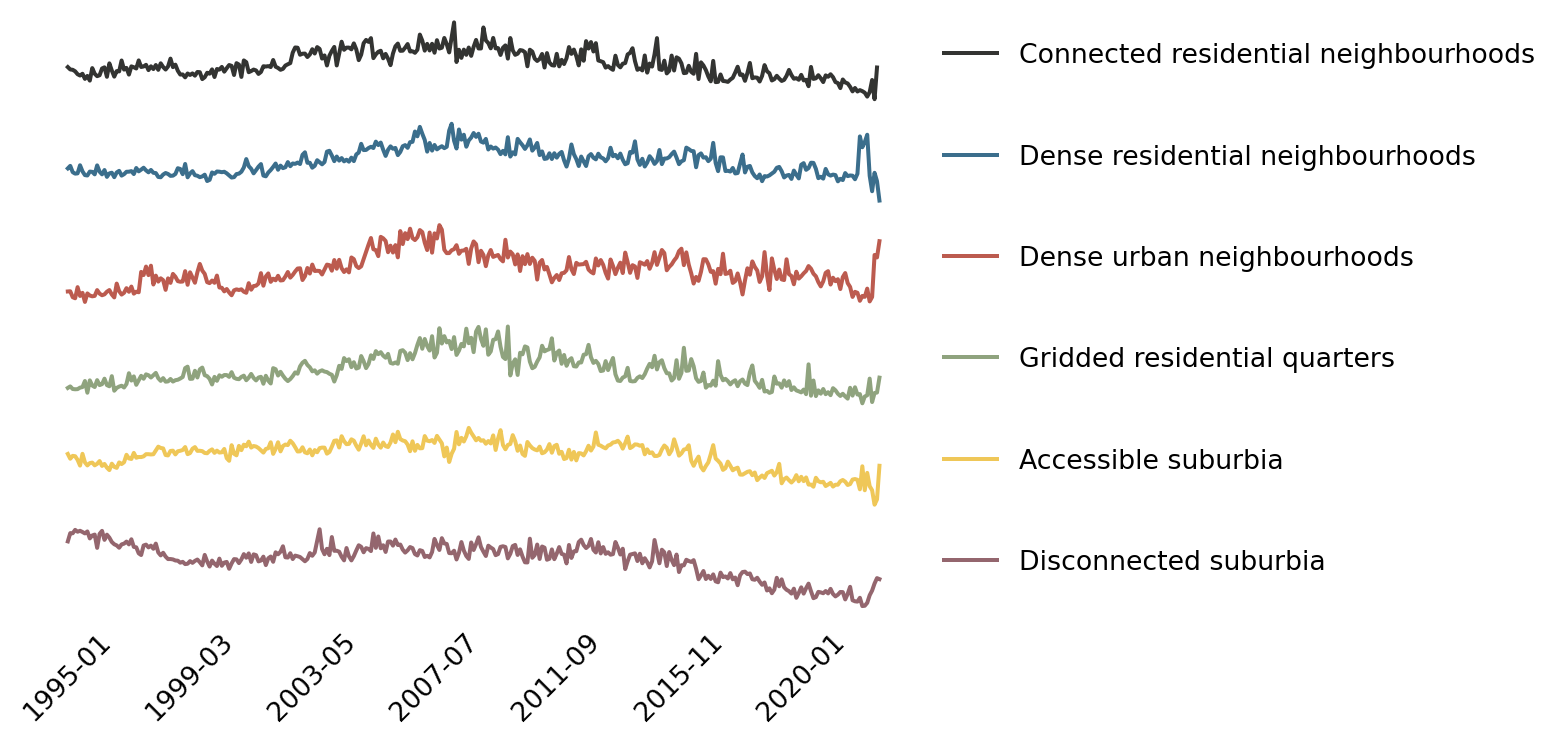 Connected residential neighbourhoods
Dense residential neighbourhoods
Dense urban neighbourhoods
Gridded residential quarters
Accessible suburbia
Disconnected suburbia
1995-01
1999-03
2003-05
2007-07
2011-09
2015-11
2020-01